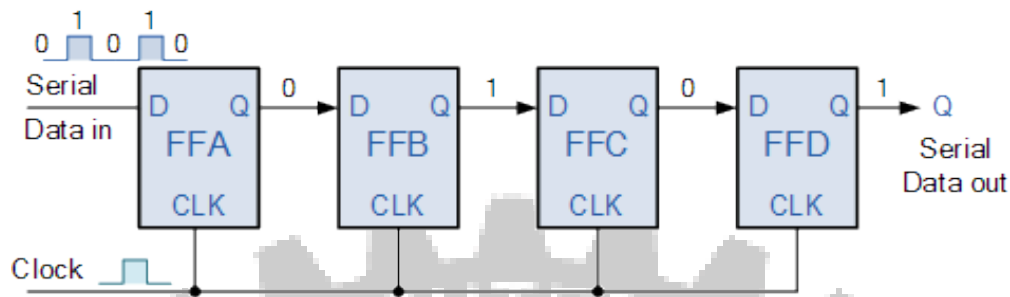 0 1 0 1 0
Serial
Data in
D Q 0 D Q 1 D Q 0 D Q 1 Q
FFA FFB FFC FFD
Serial
Data out
CLK CLK CLK CLK
Clock